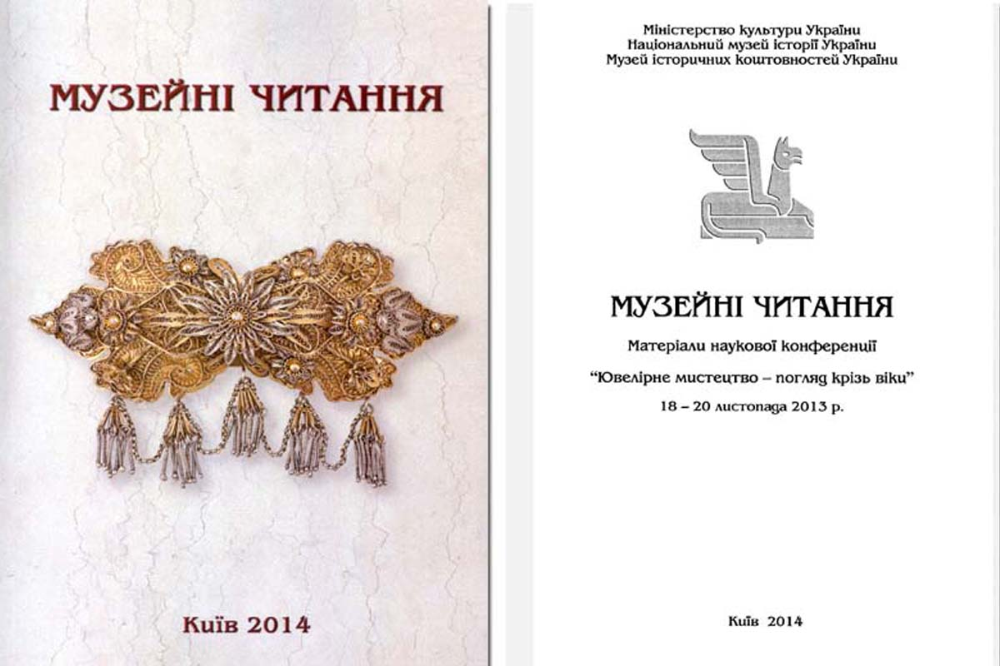 МУЗЕЙНІ ЧИТАННЯ
Київ 2014
Міністерство культури України
Національний музей історії України
Музей історичних коштовностей України
МУЗЕЙНІ ЧИТАННЯ
Матеріали наукової конференції
“Ювелірне мистецтво – погляд крізь віки”
18 – 20 листопада 2013 р.
Київ 2014